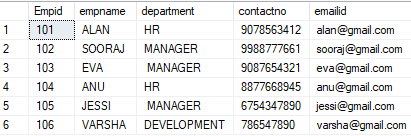 Empid empname department contactno emailid
1 101 ALAN HR 9078563412 alan@gmail.com
2 102 SOORAJ MANAGER 9988777661 sooraj@gmail.com
3 103 EVA MANAGER 9087654321 eva@gmail.com
4 104 ANU HR 8877668945 anu@gmail.com
5 105 JESSI MANAGER 6754347890 jessi@gmail.com
6 106 VARSHA DEVELOPMENT 786547890 varsha@gmail.com